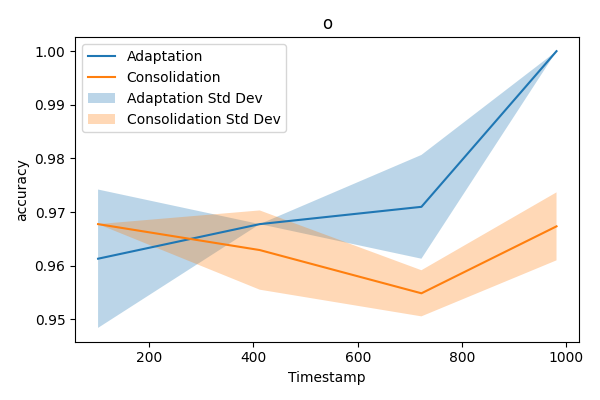 o
1.00
0.99
0.98
0.97
0.96
0.95
accuracy
Adaptation
Consolidation
Adaptation Std Dev
Consolidation Std Dev
200
400
600
800
1000
Timestamp